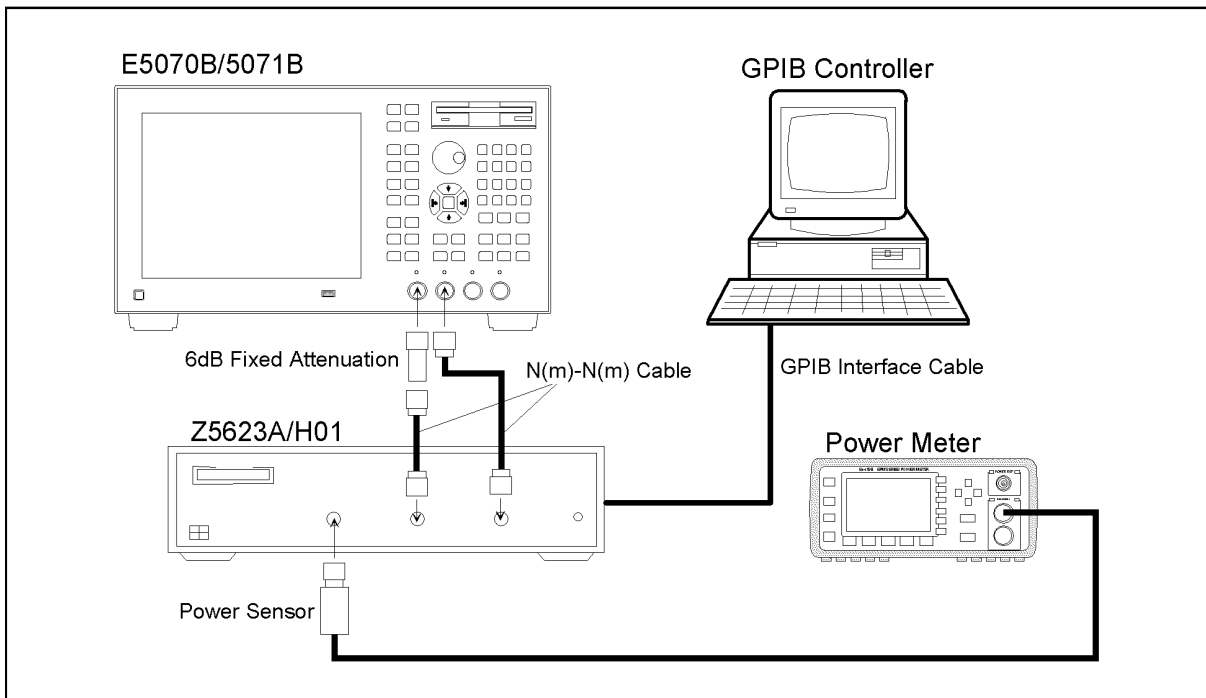 E5070B/5071B
GPIB Controller
6dB Fixed Attenuation
N(m)-N(m) Cable
GPIB Interface Cable
Z5623A/H01
Power Meter
Power Sensor